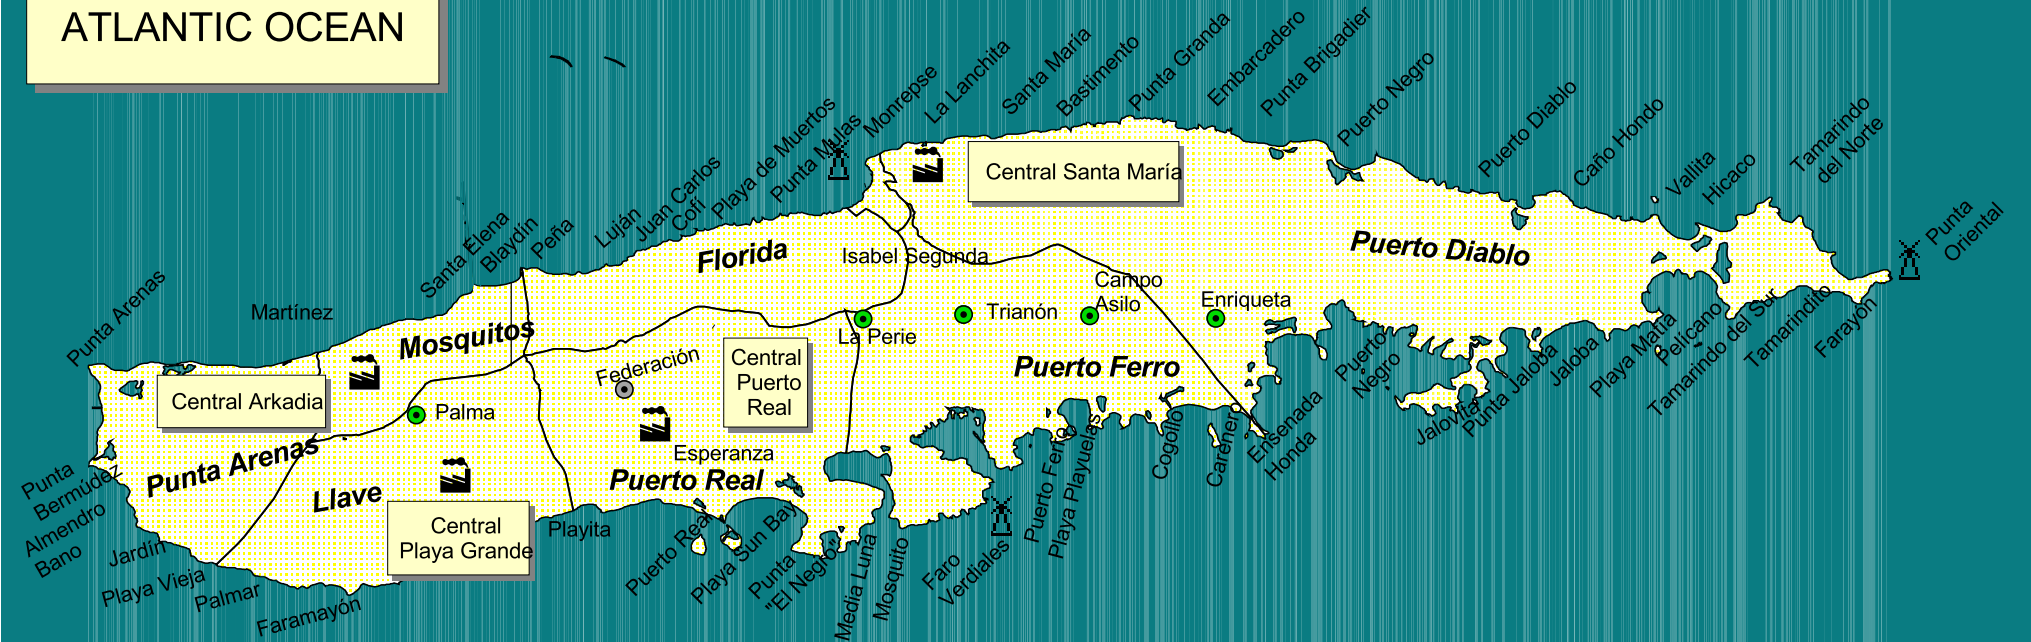 ATLANTIC OCEAN
Punta Arenas
Martínez
Santa Elena
Blaydin
Peña
Luján
Juan Carlos
Cofí
Playa de Muertos
Punta Mulas
Monrepse
La Lanchita
Santa María
Bastimento
Punta Granda
Embarcadero
Punta Brigadier
Puerto Negro
Puerto Diablo
Caño Hondo
Vallita
Hicaco
Tamarindo
del Norte
Punta
Oriental
Central Santa María
Florida
Isabel Segunda
Puerto Diablo
Mosquitos
Campo
Asilo
Trianón
Enriqueta
La Perie
Federación
Central
Puerto
Real
Puerto Ferro
Central Arkadia
Palma
Punta Arenas
Llave
Esperanza
Puerto Real
Central
Playa Grande
Punta
Bermúdez
Almendro
Bano
Jardín
Playa Vieja
Palmar
Faramayón
Playita
Puerto Real
Playa Sun Bay
Punta
"El Negro"
Media Luna
Mosquito
Faro
Verdiales
Puerto Ferro
Playa Playuelas
Cogollo
Carenero
Ensenada
Honda
Puerto
Negro
Jalovita
Punta Jaloba
Jaloba
Playa Matia
Pelicano
Tamarindo del Sur
Tamarindito
Farayón